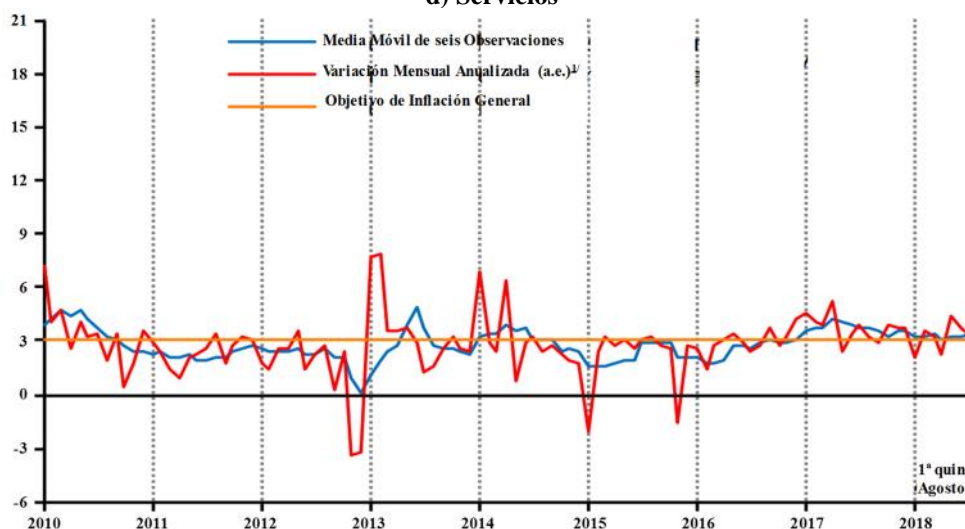 d) Servicios
21
18
15
12
9
6
3
0
-3
-6
Media Móvil de seis Observaciones
Variación Mensual Anualizada (a.e.)1/
Objetivo de Inflación General
1ª quin
Agosto
2010 2011 2012 2013 2014 2015 2016 2017 2018